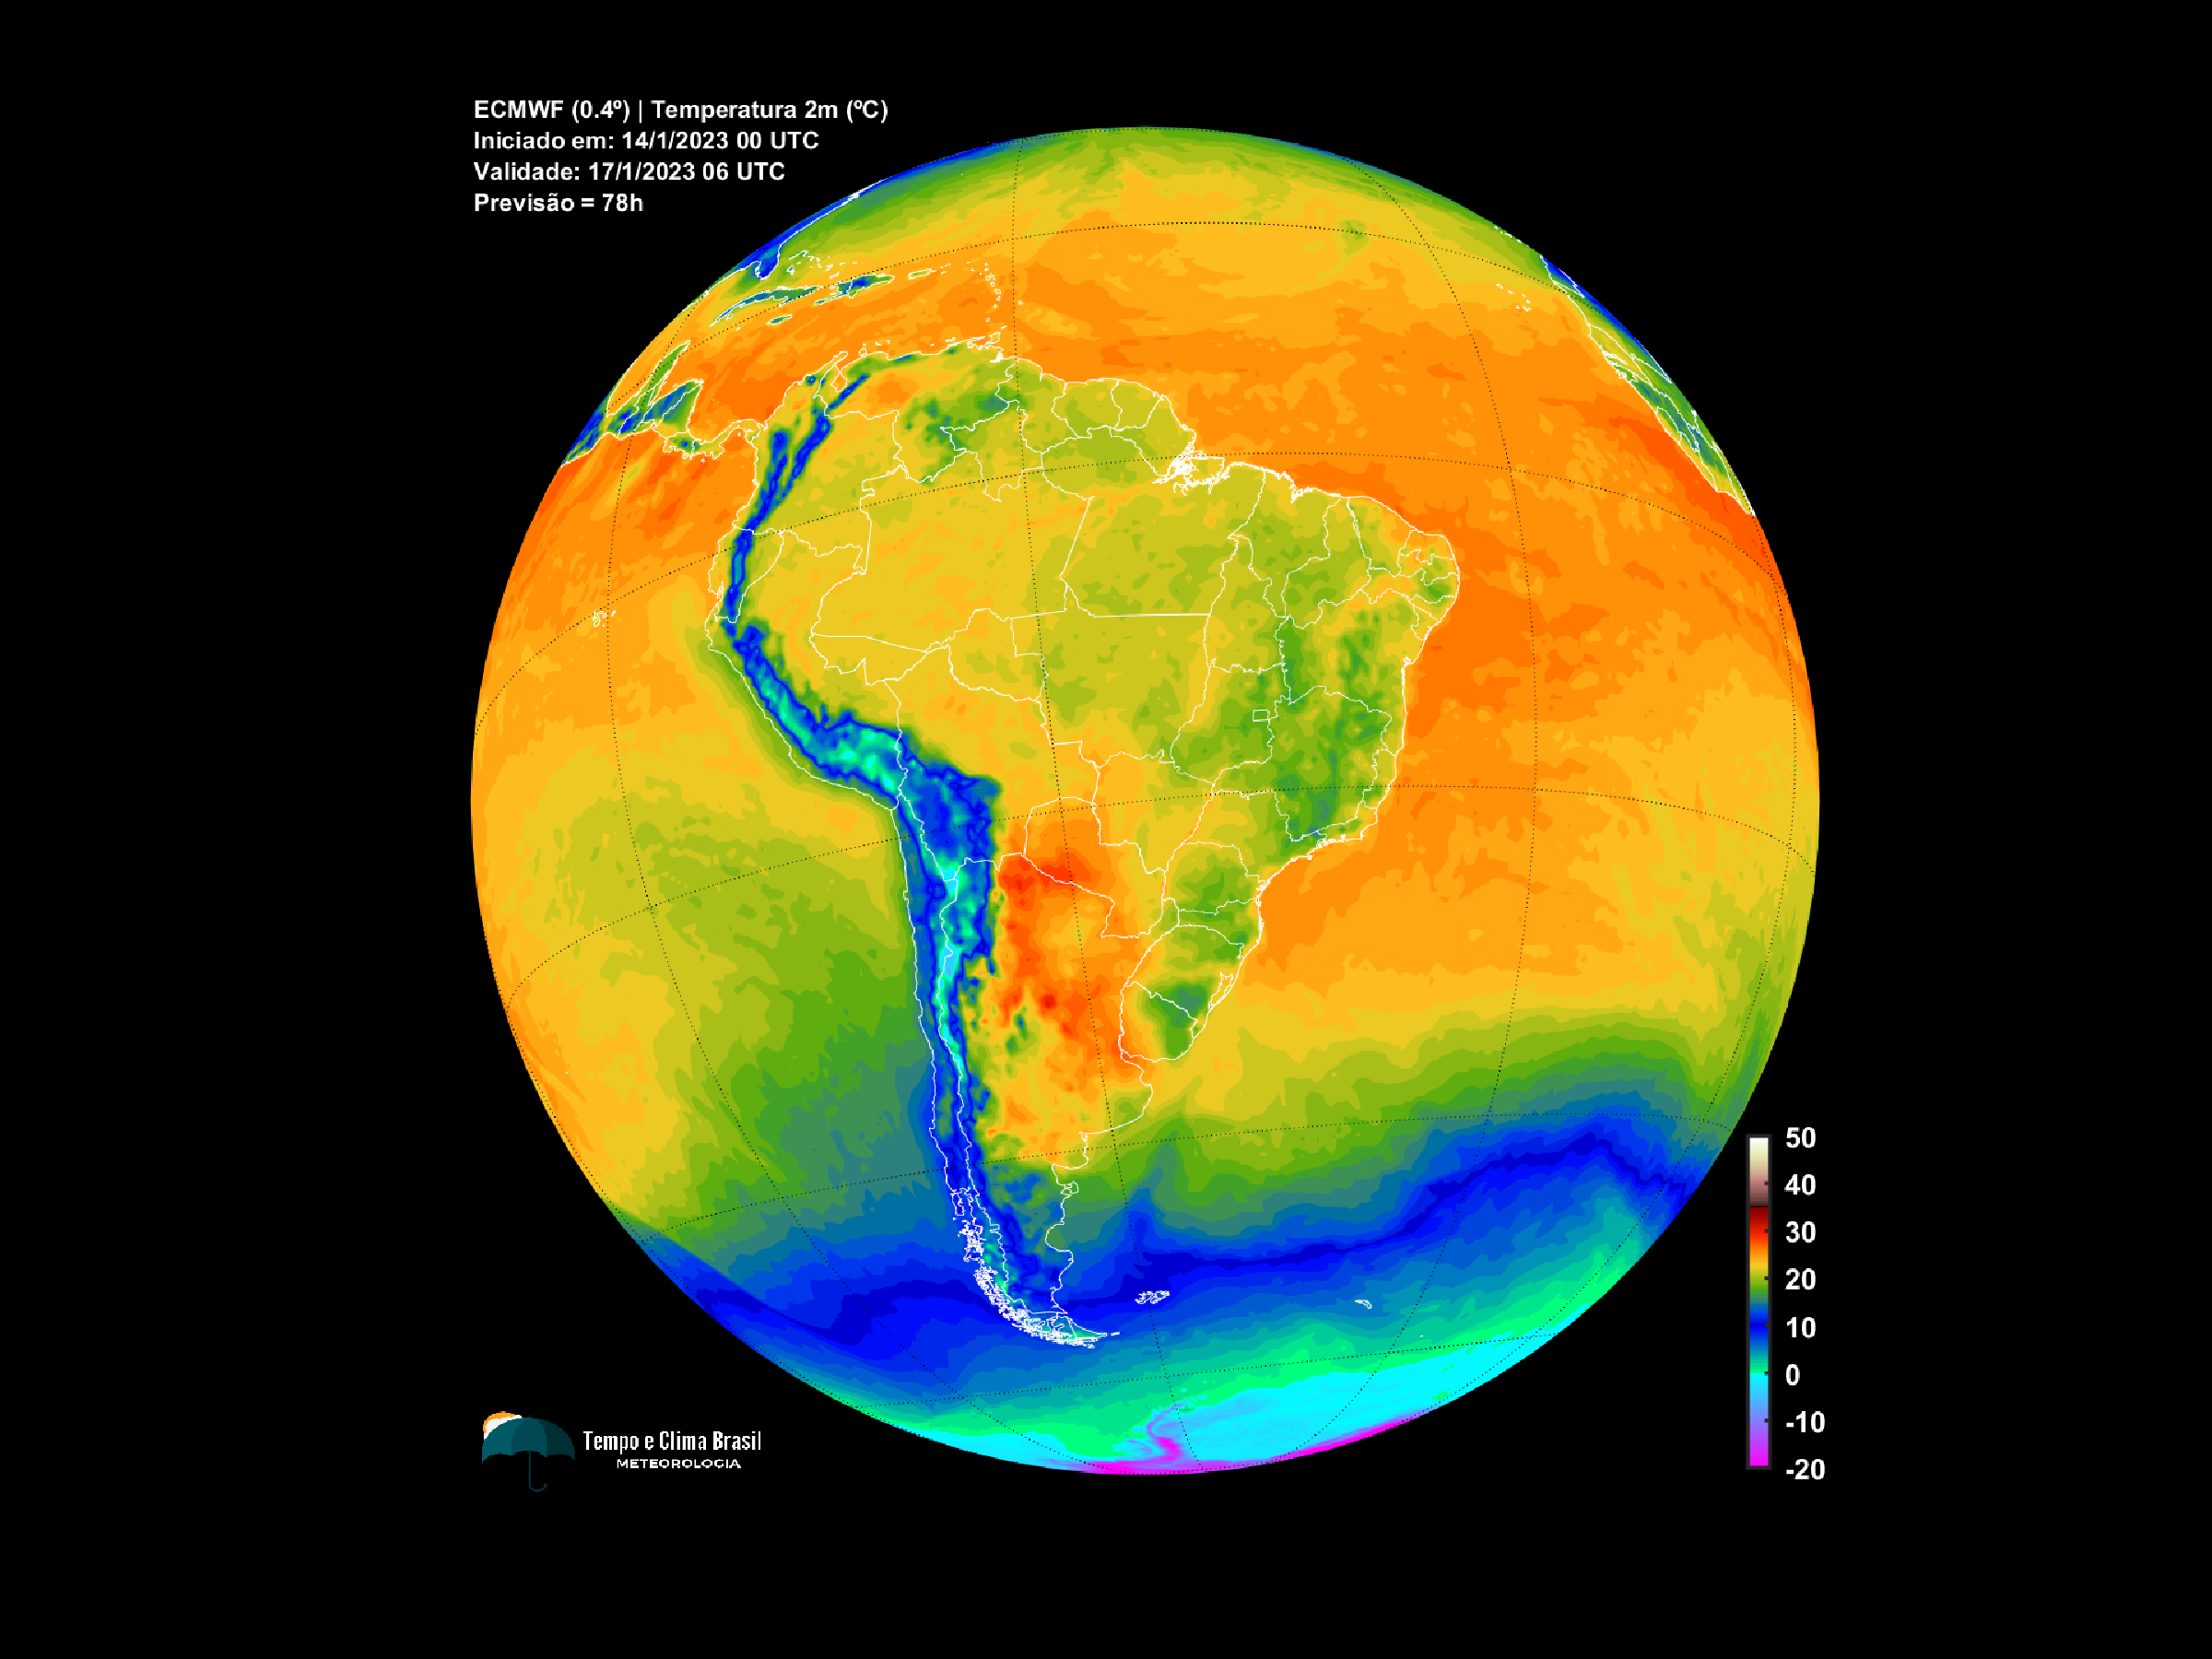 ECMWF (0.4º) | Temperatura 2m (ºC)
Iniciado em: 14/1/2023 00 UTC
Validade: 17/1/2023 06 UTC
Previsão = 78h
50
40
30
20
10
0
-10
-20
Tempo e Clima Brasil
METEOROLOGIA